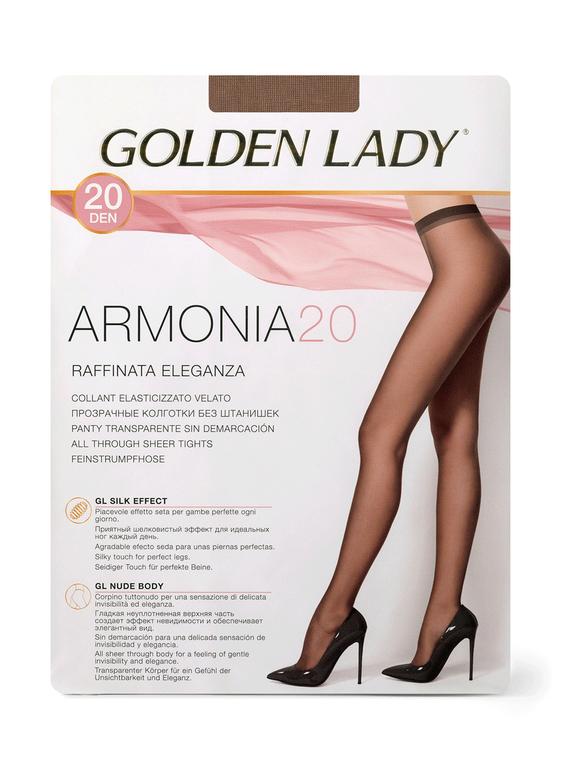 GOLDEN LADY®
20
DEN
ARMONIA20
RAFFINATA ELEGANZA
COLLANT ELASTICIZZATO VELATO
ПРОЗРАЧНЫЕ КОЛГОТКИ БЕЗ ШТАНИШЕК
PANTY TRANSPARENTE SIN DEMARCACIÓN
ALL THROUGH SHEER TIGHTS
FEINSTRUMPFHOSE
GL SILK EFFECT
Piacevole effetto seta per gambe perfette ogni
giorno.
Приятный шелковистый эффект для идеальных
ног каждый день.
Agradable efecto seda para unas piernas perfectas.
Silky touch for perfect legs.
Seidiger Touch für perfekte Beine.
GL NUDE BODY
Corpino tuttonudo per una sensazione di delicata
invisibilità ed eleganza.
Гладкая неуплотненная верхняя часть
создает эффект невидимости и обеспечивает
элегантный вид.
Sin demarcación para una delicada sensación de
invisibilidad y elegancia.
All sheer through body for a feeling of gentle
invisibility and elegance.
Transparenter Körper für ein Gefühl der
Unsichtbarkeit und Eleganz.